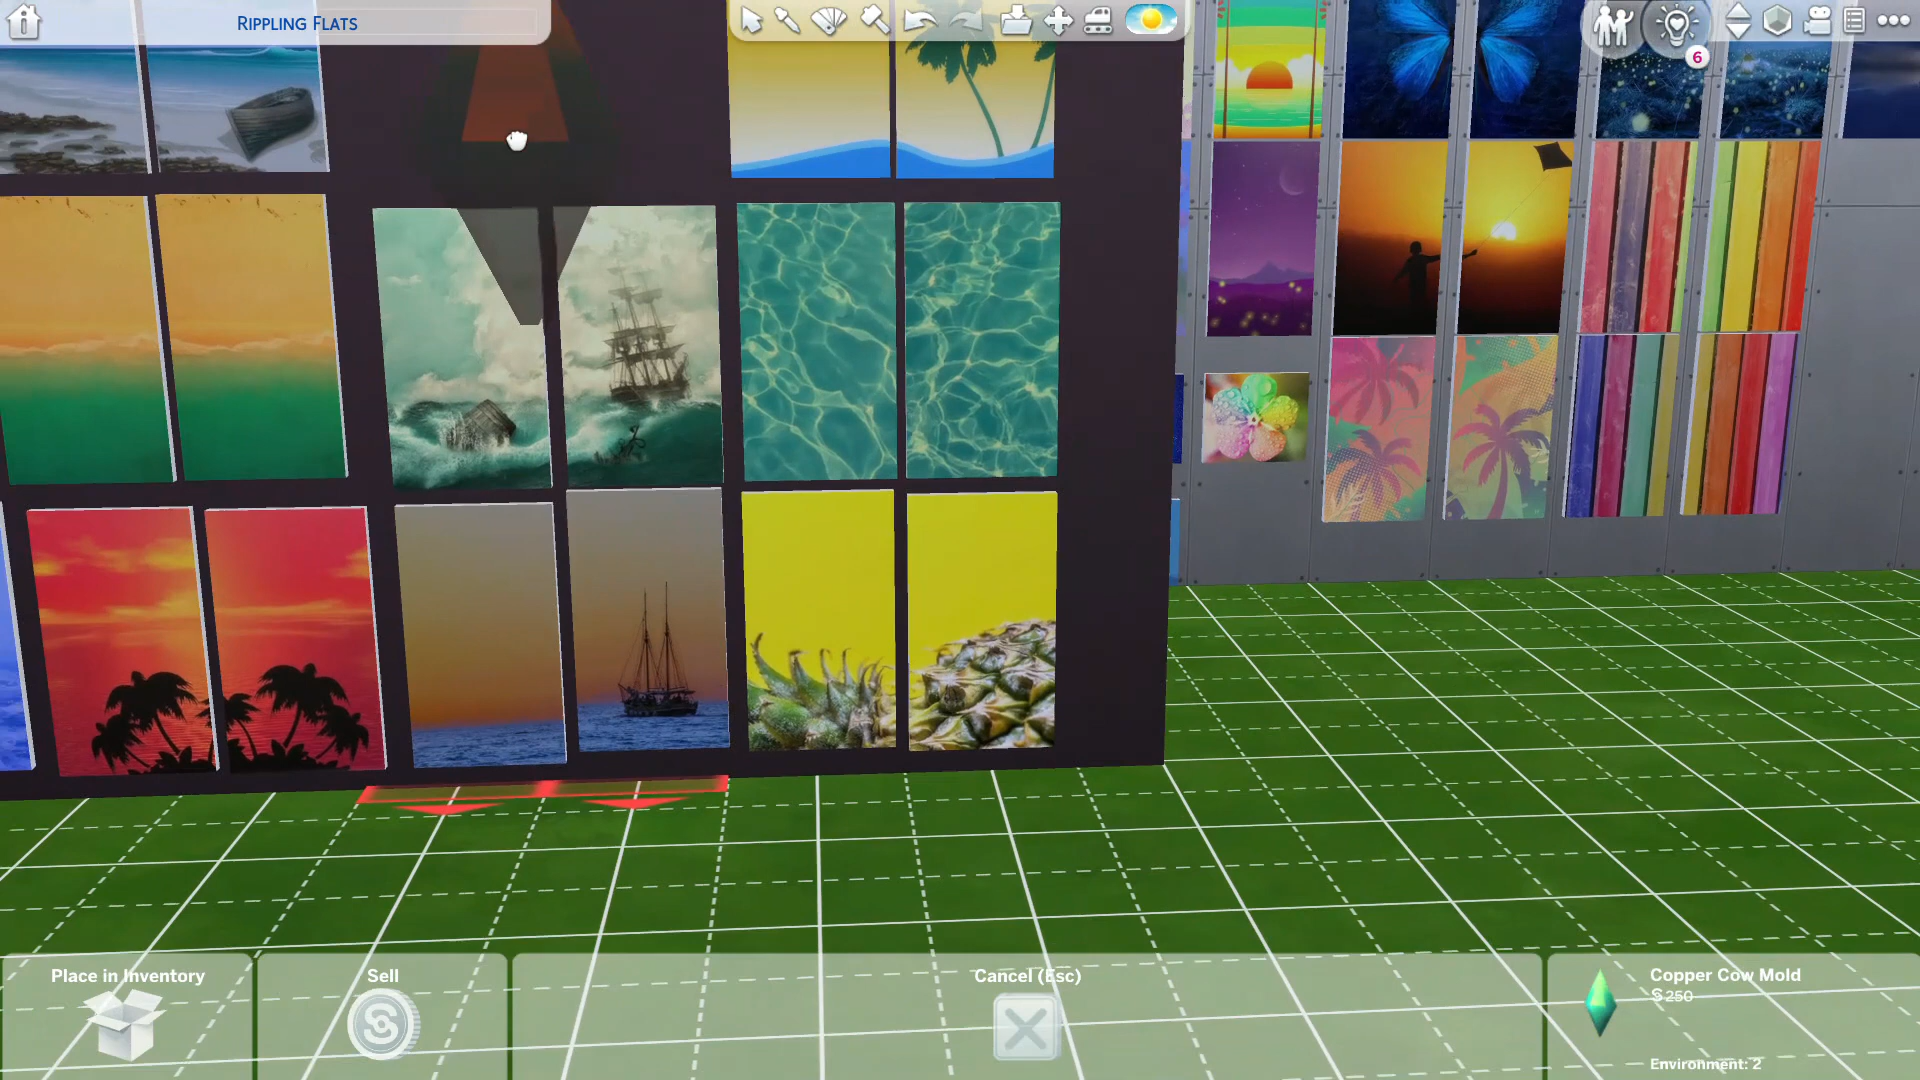 RIPPLING FLATS
6
Place in Inventory
Sell
Cancel (Esc)
Copper Cow Mold
§250
Environment: 2